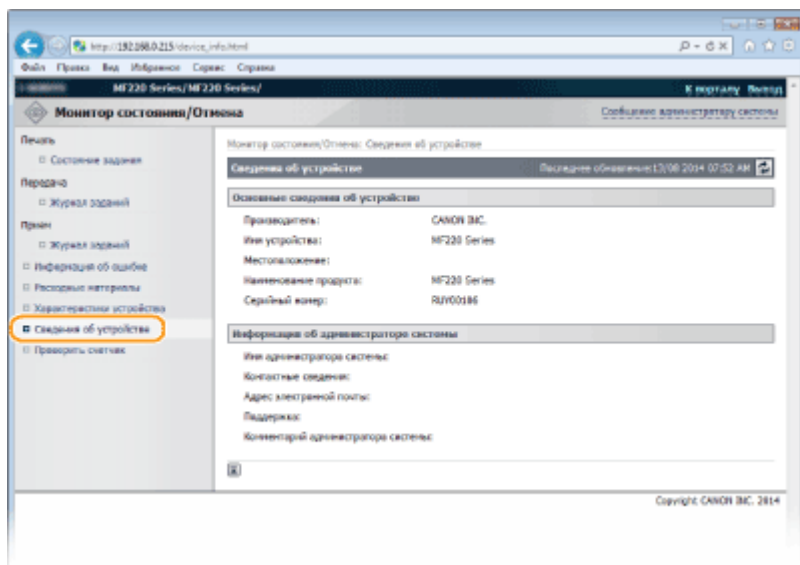 http://192.168.0.215/device_info.html
Файл Правка Вид Избранное Сервис Справка
MF220 Series/MF220 Series/
К порталу Выход
Монитор состояния/Отмена
Сообщение администратору системы
Печать
Состояние задания
Передача
Журнал заданий
Прием
Журнал заданий
Информация об ошибке
Расходные материалы
Характеристики устройства
Сведения об устройстве
Проверить счетчик
Монитор состояния/Отмена: Сведения об устройстве
Сведения об устройстве
Последнее обновление:13/08 2014 07:52 AM
Основные сведения об устройстве
Производитель: CANON INC.
Имя устройства: MF220 Series
Местоположение:
Наименование продукта: MF220 Series
Серийный номер: RUY00186
Информация об администраторе системы
Имя администратора системы:
Контактные сведения:
Адрес электронной почты:
Поддержка:
Комментарий администратора системы:
Copyright CANON INC. 2014